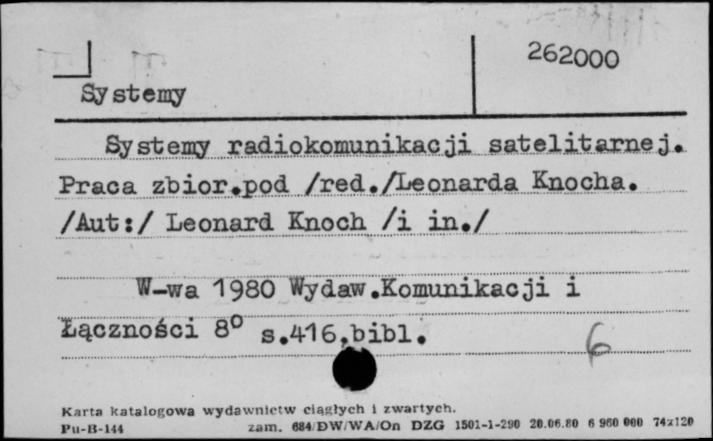 262000
Systemy
Systemy radiokomunikacji satelitarnej.
Praca zbior.pod /red./Leonarda Knocha.
/Aut:/ Leonard Knoch /i in./
W-wa 1980 Wydaw.Komunikacji i
Łączności 8° s.416,bibl.
6
Karta katalogowa wydawnictw ciągłych i zwartych.
Pu-B-144 zam. 684/DW/WA/On DZG 1501-1-290 20.06.80 6 960 000 74x120